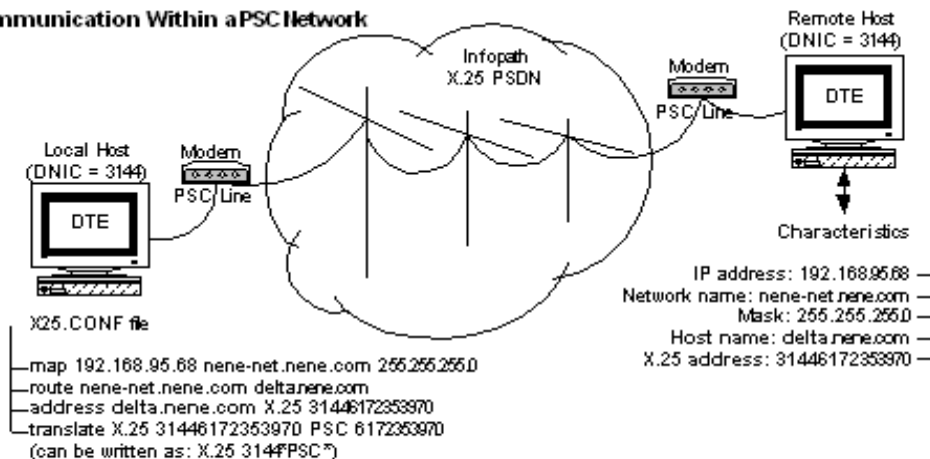 mmunication Within a PSC Network
Remote Host
(DNIC = 3144)
Infopath
X.25 PSDN
Modem
PSC Line
DTE
Local Host
(DNIC = 3144)
Modem
PSC Line
DTE
Characteristics
IP address: 192.168.95.68
Network name: nene-net.nene.com
Mask: 255.255.255.0
Host name: delta.nene.com
X.25 address: 31446172353970
X25.CONF file
map 192.168.95.68 nene-net.nene.com 255.255.255.0
route nene-net.nene.com delta.nene.com
address delta.nene.com X.25 31446172353970
translate X.25 31446172353970 PSC 6172353970
(can be written as: X.25 3144*PSC*)